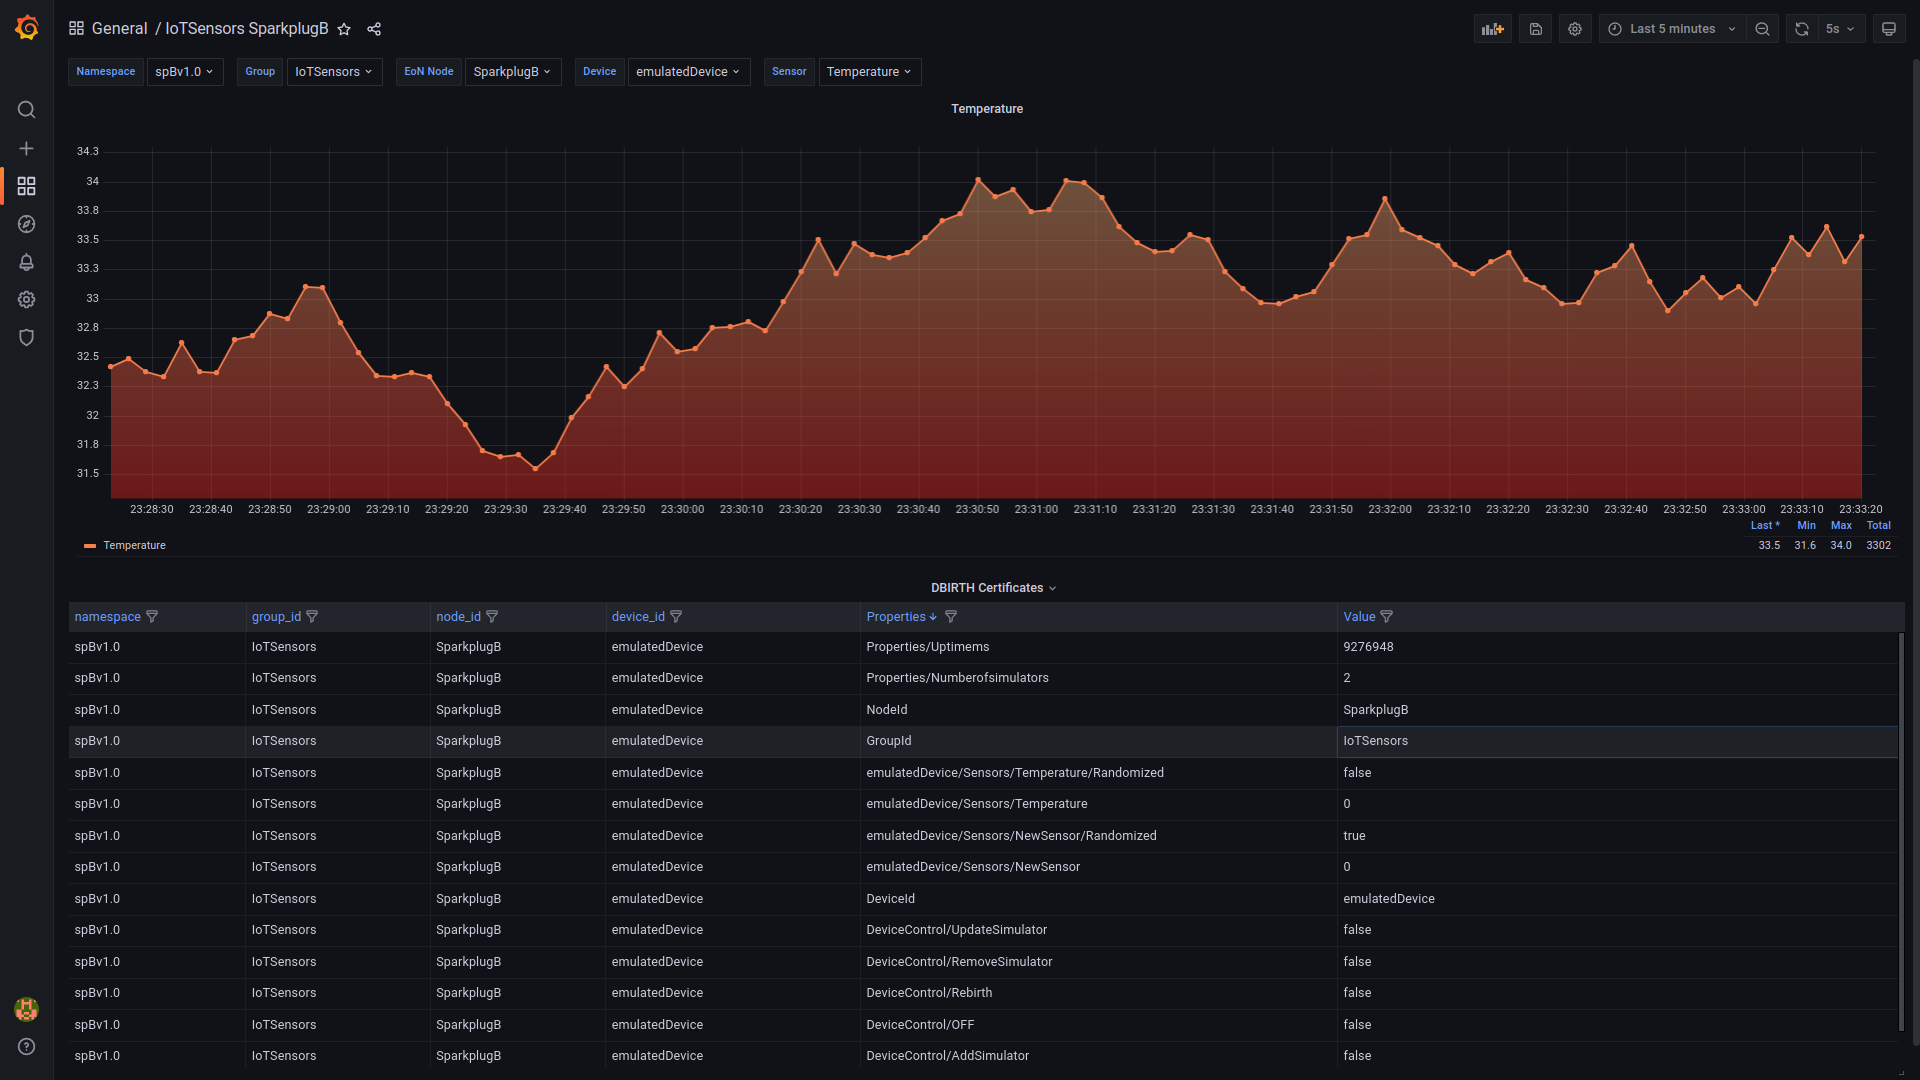 General / IoTSensors SparkplugB Last 5 minutes 5s
Namespace spBv1.0 Group IoTSensors EoN Node SparkplugB Device emulatedDevice Sensor Temperature
Temperature
34.3
34
33.8
33.5
33.3
33
32.8
32.5
32.3
32
31.8
31.5
23:28:30 23:28:40 23:28:50 23:29:00 23:29:10 23:29:20 23:29:30 23:29:40 23:29:50 23:30:00 23:30:10 23:30:20 23:30:30 23:30:40 23:30:50 23:31:00 23:31:10 23:31:20 23:31:30 23:31:40 23:31:50 23:32:00 23:32:10 23:32:20 23:32:30 23:32:40 23:32:50 23:33:00 23:33:10 23:33:20
Last * Min Max Total
Temperature 33.5 31.6 34.0 3302
DBIRTH Certificates
namespace group_id node_id device_id Properties Value
spBv1.0 IoTSensors SparkplugB emulatedDevice Properties/Uptimems 9276948
spBv1.0 IoTSensors SparkplugB emulatedDevice Properties/Numberofsimulators 2
spBv1.0 IoTSensors SparkplugB emulatedDevice NodeId SparkplugB
spBv1.0 IoTSensors SparkplugB emulatedDevice GroupId IoTSensors
spBv1.0 IoTSensors SparkplugB emulatedDevice emulatedDevice/Sensors/Temperature/Randomized false
spBv1.0 IoTSensors SparkplugB emulatedDevice emulatedDevice/Sensors/Temperature 0
spBv1.0 IoTSensors SparkplugB emulatedDevice emulatedDevice/Sensors/NewSensor/Randomized true
spBv1.0 IoTSensors SparkplugB emulatedDevice emulatedDevice/Sensors/NewSensor 0
spBv1.0 IoTSensors SparkplugB emulatedDevice DeviceId emulatedDevice
spBv1.0 IoTSensors SparkplugB emulatedDevice DeviceControl/UpdateSimulator false
spBv1.0 IoTSensors SparkplugB emulatedDevice DeviceControl/RemoveSimulator false
spBv1.0 IoTSensors SparkplugB emulatedDevice DeviceControl/Rebirth false
spBv1.0 IoTSensors SparkplugB emulatedDevice DeviceControl/OFF false
spBv1.0 IoTSensors SparkplugB emulatedDevice DeviceControl/AddSimulator false